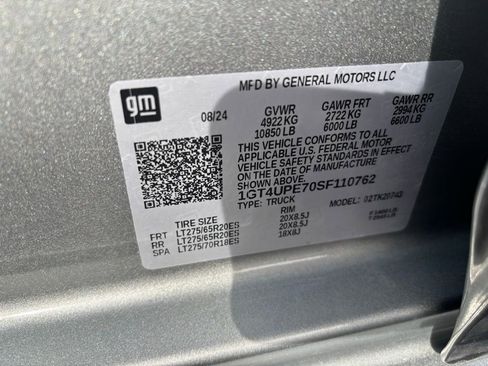 gm
MFD BY GENERAL MOTORS LLC
08/24 GVWR GAWR FRT GAWR RR
4922 KG 2722 KG 2994 KG
10850 LB 6000 LB 6600 LB
THIS VEHICLE CONFORMS TO ALL
APPLICABLE U.S. FEDERAL MOTOR
VEHICLE SAFETY STANDARDS IN EFFECT
ON THE DATE OF MANUFACTURE
SHOWN ABOVE.
1GT4UPE70SF110762
TYPE: TRUCK MODEL: 02TK20743
TIRE SIZE RIM
FRT LT275/65R20ES 20X8.5J
RR LT275/65R20ES 20X8.5J
SPA LT275/70R18ES 18X8J